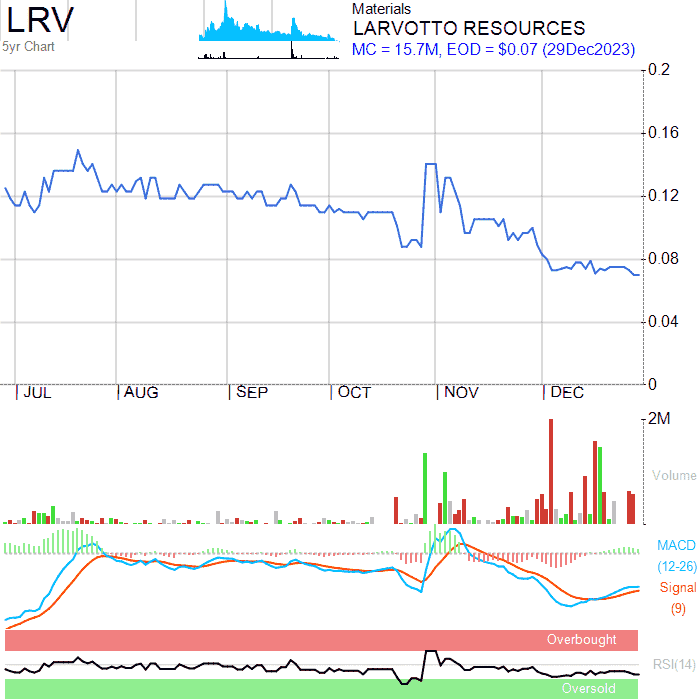 LRV
5yr Chart
Materials
LARVOTTO RESOURCES
MC = 15.7M, EOD = $0.07 (29Dec2023)
0.2
0.16
0.12
0.08
0.04
0
JUL AUG SEP OCT NOV DEC
2M
Volume
MACD
(12-26)
Signal
(9)
Overbought
RSI(14)
Oversold